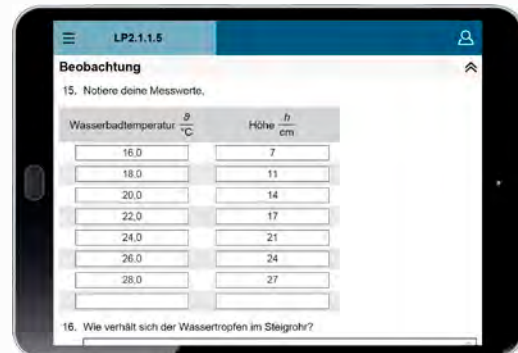 LP2.1.1.5
Beobachtung
15. Notiere deine Messwerte.
Wasserbadtemperatur ϑ/°C Höhe h/cm
16,0 7
18,0 11
20,0 14
22,0 17
24,0 21
26,0 24
28,0 27
16. Wie verhält sich der Wassertropfen im Steigrohr?